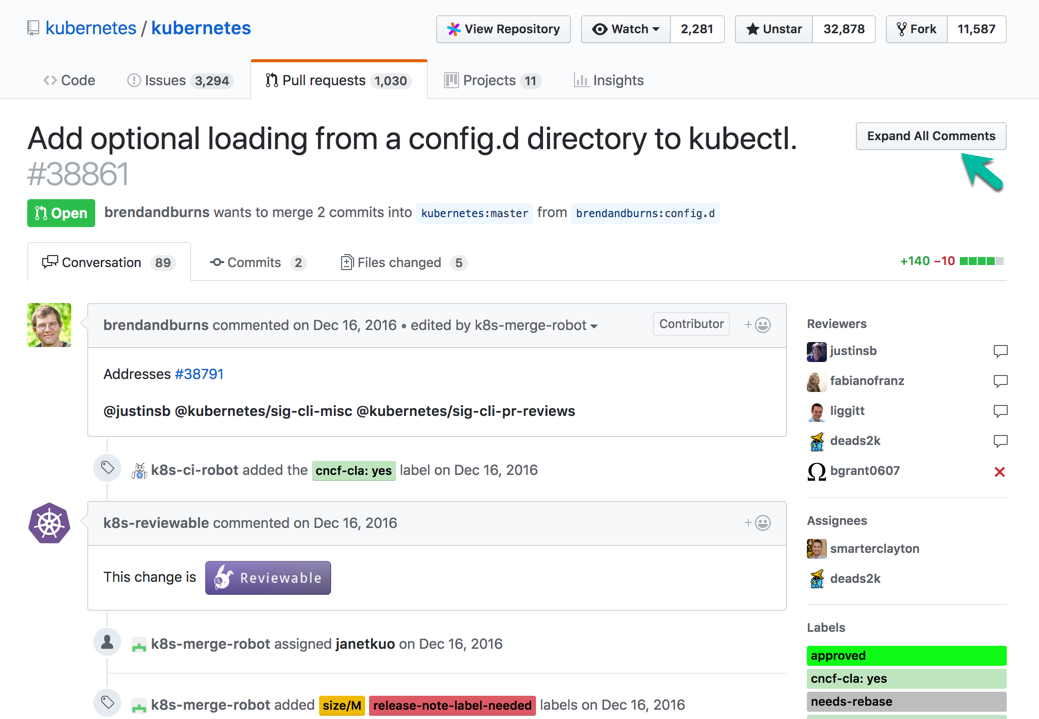 kubernetes / kubernetes
View Repository Watch 2,281 Unstar 32,878 Fork 11,587
Code Issues 3,294 Pull requests 1,030 Projects 11 Insights
Add optional loading from a config.d directory to kubectl.
#38861
Expand All Comments
Open brendandburns wants to merge 2 commits into kubernetes:master from brendandburns:config.d
Conversation 89 Commits 2 Files changed 5
+140 −10
brendandburns commented on Dec 16, 2016 • edited by k8s-merge-robot Contributor +
Addresses #38791
@justinsb @kubernetes/sig-cli-misc @kubernetes/sig-cli-pr-reviews
k8s-ci-robot added the cncf-cla: yes label on Dec 16, 2016
k8s-reviewable commented on Dec 16, 2016 +
This change is Reviewable
k8s-merge-robot assigned janetkuo on Dec 16, 2016
k8s-merge-robot added size/M release-note-label-needed labels on Dec 16, 2016
Reviewers
justinsb
fabianofranz
liggitt
deads2k
bgrant0607
Assignees
smarterclayton
deads2k
Labels
approved
cncf-cla: yes
needs-rebase